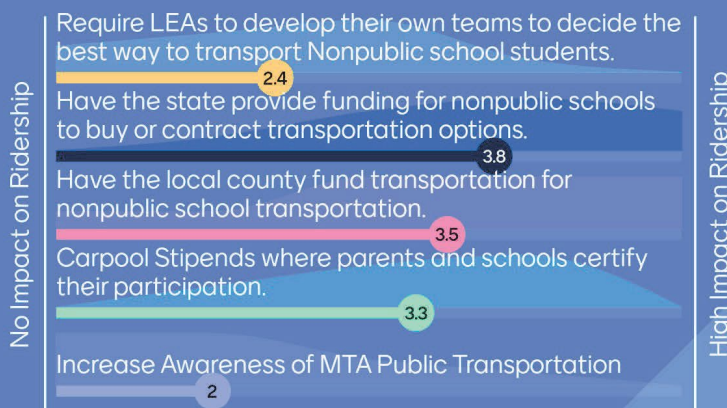 No Impact on Ridership
Require LEAs to develop their own teams to decide the
best way to transport Nonpublic school students.
2.4
Have the state provide funding for nonpublic schools
to buy or contract transportation options.
3.8
Have the local county fund transportation for
nonpublic school transportation.
3.5
Carpool Stipends where parents and schools certify
their participation.
3.3
Increase Awareness of MTA Public Transportation
2
High Impact on Ridership